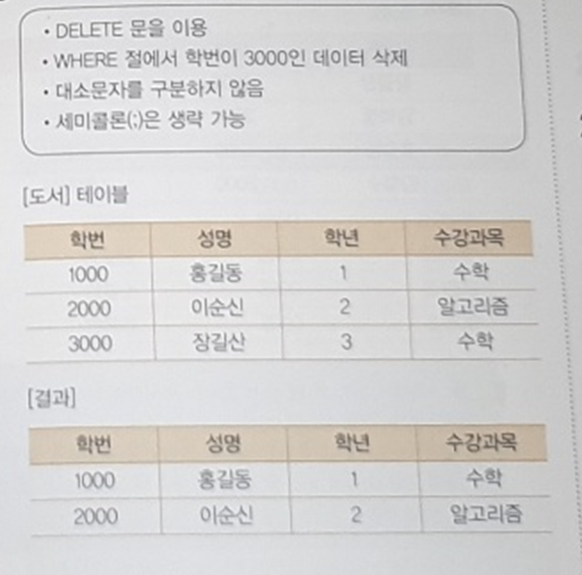 • DELETE 문을 이용
• WHERE 절에서 학번이 3000인 데이터 삭제
• 대소문자를 구분하지 않음
• 세미콜론(;)은 생략 가능
[도서] 테이블
학번 성명 학년 수강과목
1000 홍길동 1 수학
2000 이순신 2 알고리즘
3000 장길산 3 수학
[결과]
학번 성명 학년 수강과목
1000 홍길동 1 수학
2000 이순신 2 알고리즘